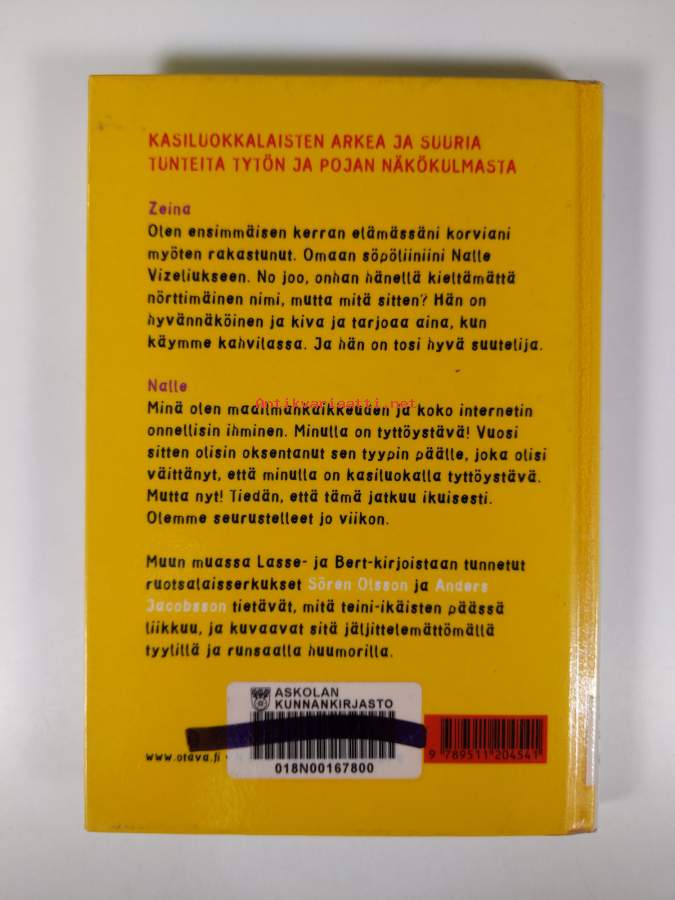 KASILUOKKALAISTEN ARKEA JA SUURIA
TUNTEITA TYTÖN JA POJAN NÄKÖKULMASTA
Zeina
Olen ensimmäisen kerran elämässäni korviani
myöten rakastunut. Omaan söpöliiniini Nalle
Vizeliukseen. No joo, onhan hänellä kieltämättä
nörttimäinen nimi, mutta mitä sitten? Hän on
hyvännäköinen ja kiva ja tarjoaa aina, kun
käymme kahvilassa. Ja hän on tosi hyvä suutelija.
Nalle
Antikvariaatti.net
Minä olen maailmankaikkeuden ja koko internetin
onnellisin ihminen. Minulla on tyttöystävä! Vuosi
sitten olisin oksentanut sen tyypin päälle, joka olisi
väittänyt, että minulla on kasiluokalla tyttöystävä.
Mutta nyt! Tiedän, että tämä jatkuu ikuisesti.
Olemme seurustelleet jo viikon.
Muun muassa Lasse- ja Bert-kirjoistaan tunnetut
ruotsalaisserkukset Sören Olsson ja Anders
Jacobsson tietävät, mitä teini-ikäisten päässä
liikkuu, ja kuvaavat sitä jäljittelemättömällä
tyylillä ja runsaalla huumorilla.
ASKOLAN
KUNNANKIRJASTO
018N00167800
www.otava.fi
9 789511 204541